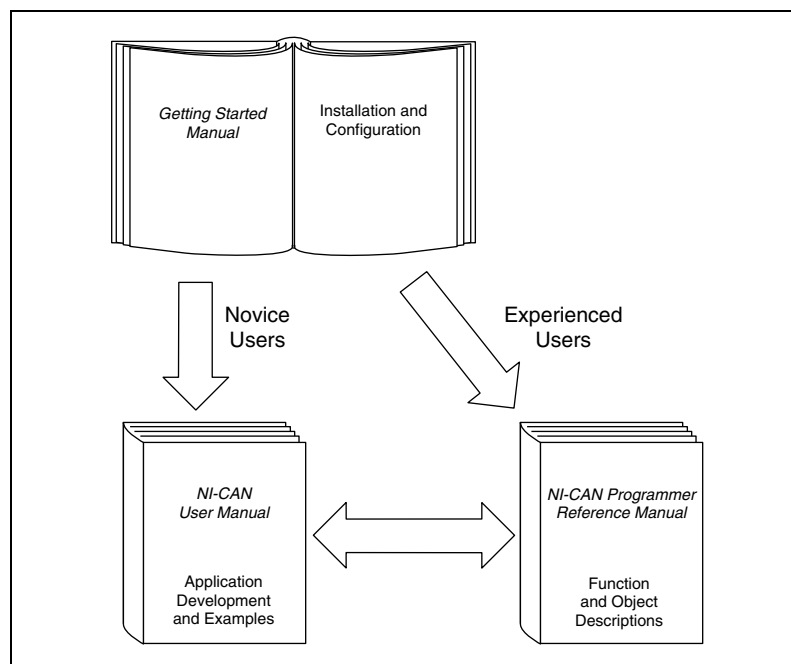 Getting Started
Manual
Installation and
Configuration
Novice
Users
Experienced
Users
NI-CAN
User Manual
Application
Development
and Examples
NI-CAN Programmer
Reference Manual
Function
and Object
Descriptions